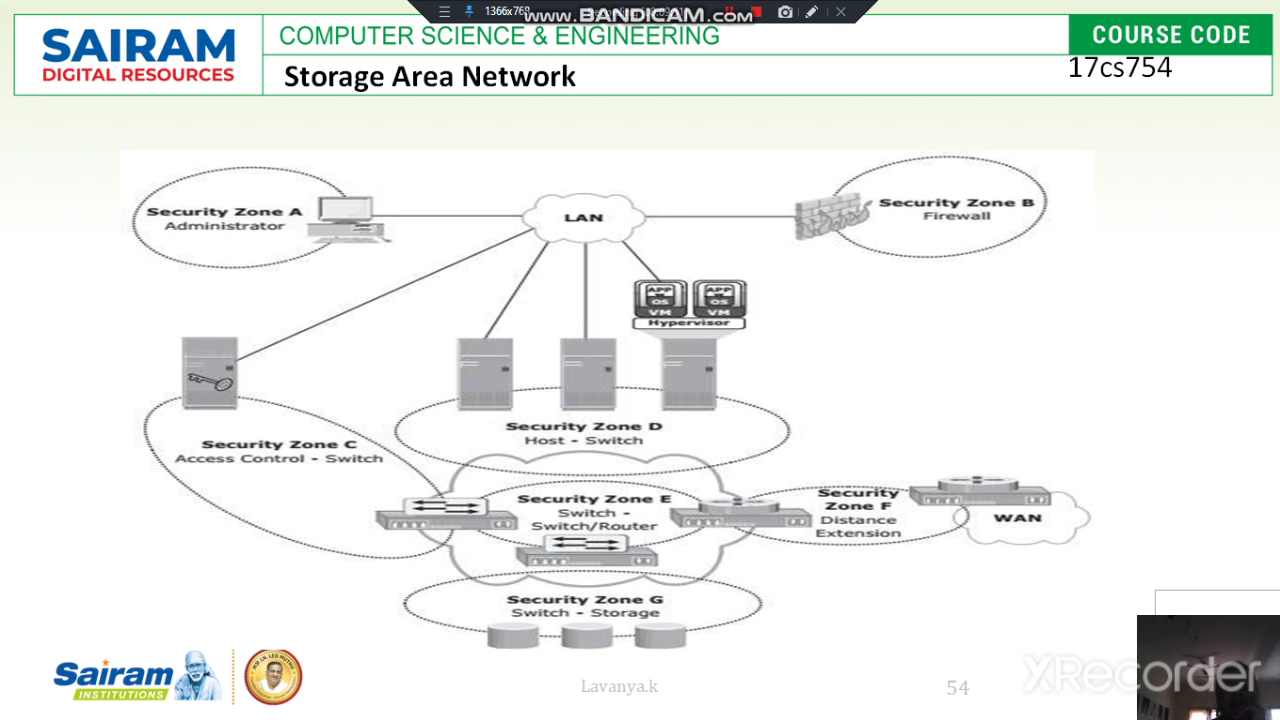 1366x768
www.BANDICAM.com
SAIRAM
DIGITAL RESOURCES
COMPUTER SCIENCE & ENGINEERING
COURSE CODE
Storage Area Network
17cs754
Security Zone A
Administrator
LAN
Security Zone B
Firewall
APP
OS
VM
APP
OS
VM
Hypervisor
Security Zone C
Access Control - Switch
Security Zone D
Host - Switch
Security Zone E
Switch -
Switch/Router
Security
Zone F
Distance
Extension
WAN
Security Zone G
Switch - Storage
Sairam
INSTITUTIONS
Lavanya.k
54
XRecorder